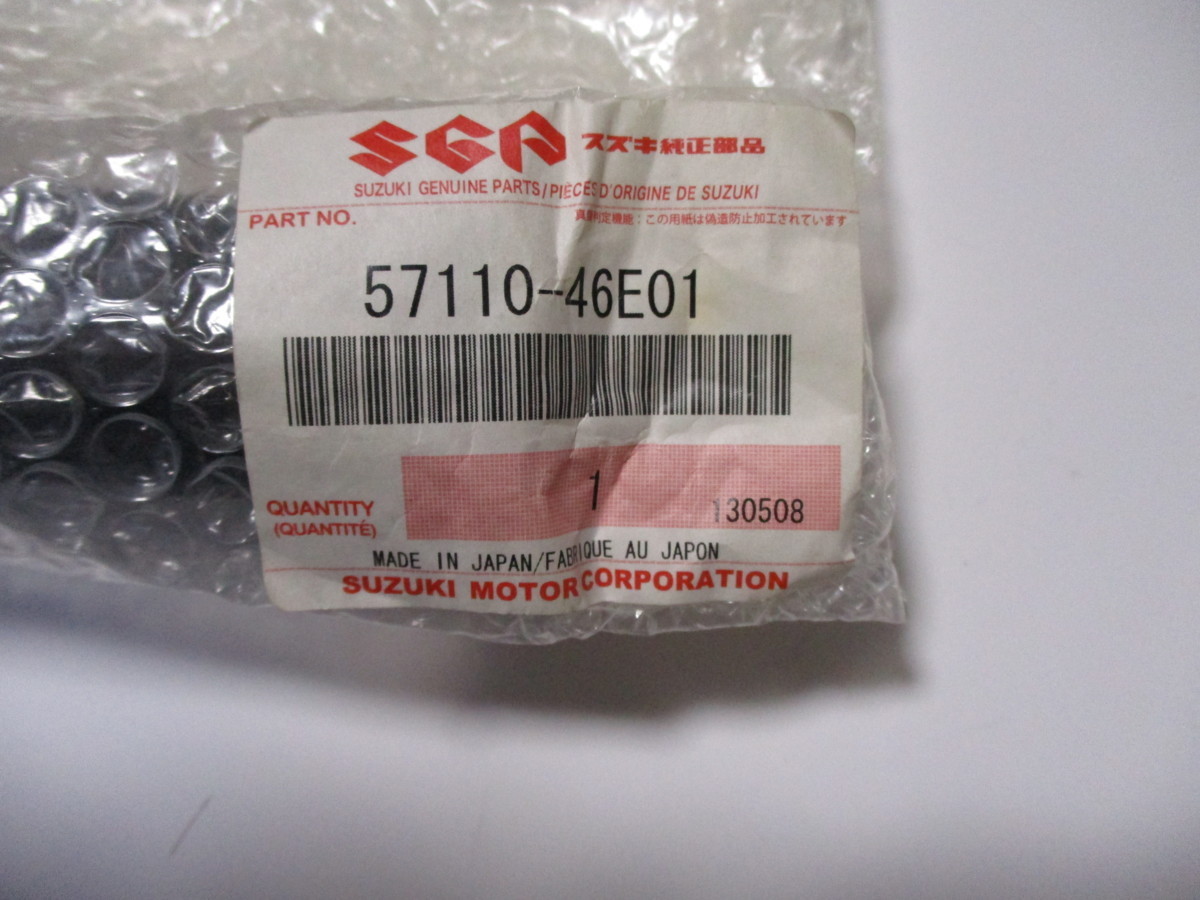 SGP スズキ純正部品
SUZUKI GENUINE PARTS/PIÈCES D'ORIGINE DE SUZUKI
PART NO. 真贋判定機能：この用紙は偽造防止加工されています
57110-46E01
1
130508
QUANTITY
(QUANTITÉ)
MADE IN JAPAN/FABRIQUE AU JAPON
SUZUKI MOTOR CORPORATION